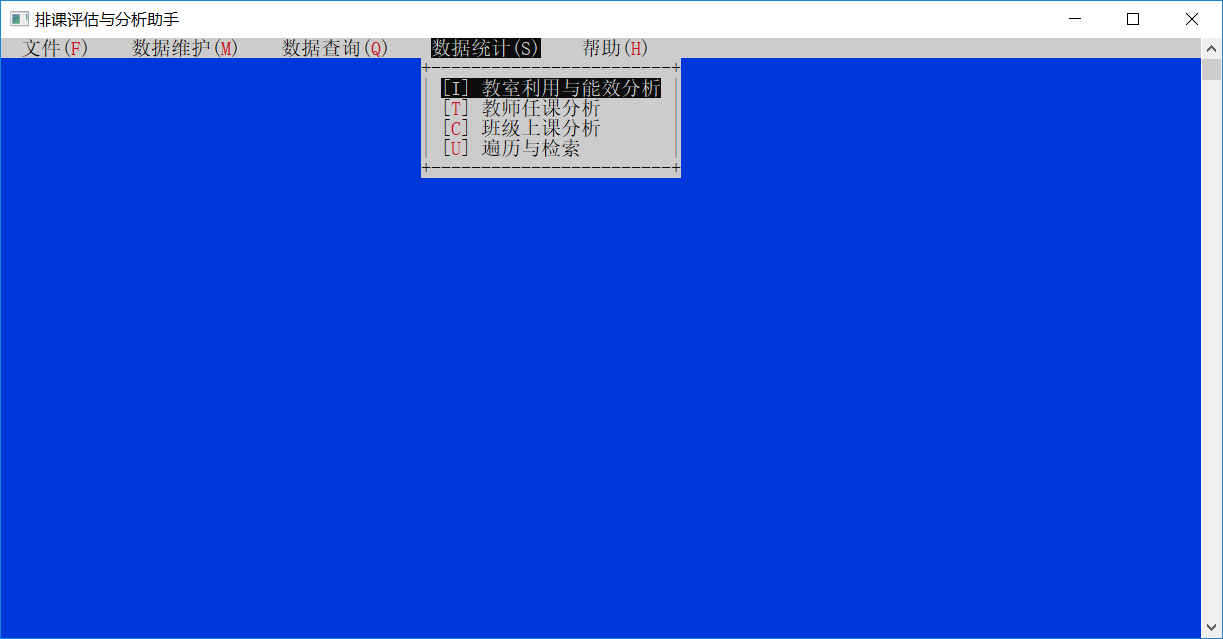 排课评估与分析助手
文件(F) 数据维护(M) 数据查询(Q) 数据统计(S) 帮助(H)
[I] 教室利用与能效分析
[T] 教师任课分析
[C] 班级上课分析
[U] 遍历与检索